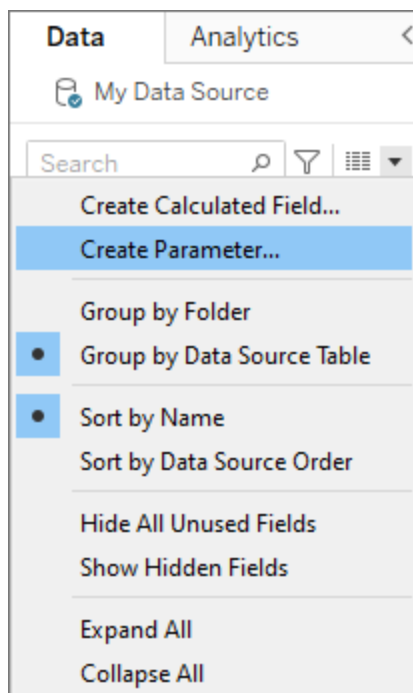 Data Analytics
My Data Source
Search
Create Calculated Field...
Create Parameter...
Group by Folder
Group by Data Source Table
Sort by Name
Sort by Data Source Order
Hide All Unused Fields
Show Hidden Fields
Expand All
Collapse All